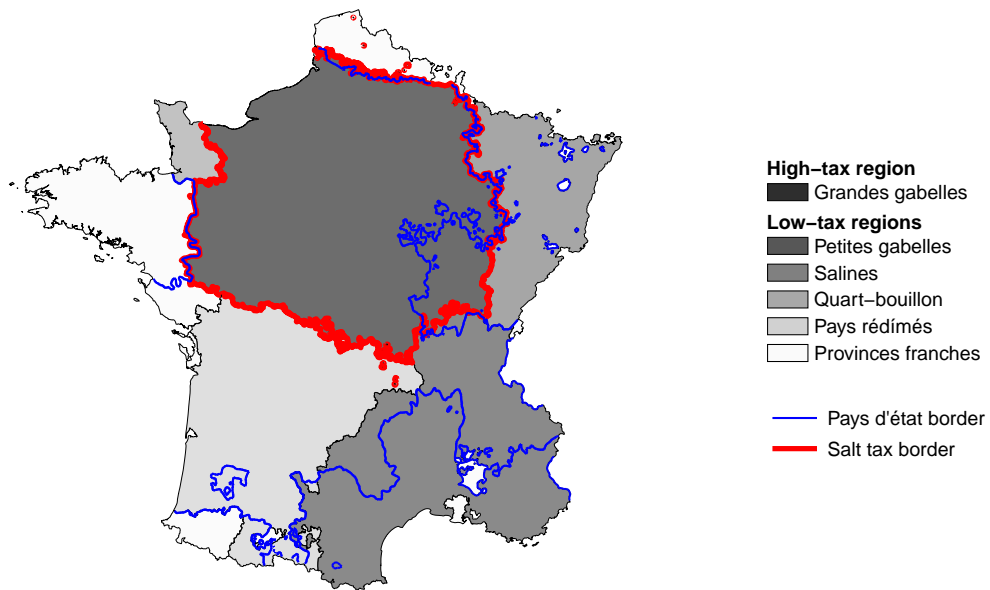 High−tax region
Grandes gabelles
Low−tax regions
Petites gabelles
Salines
Quart−bouillon
Pays rédímés
Provinces franches
Pays d'état border
Salt tax border